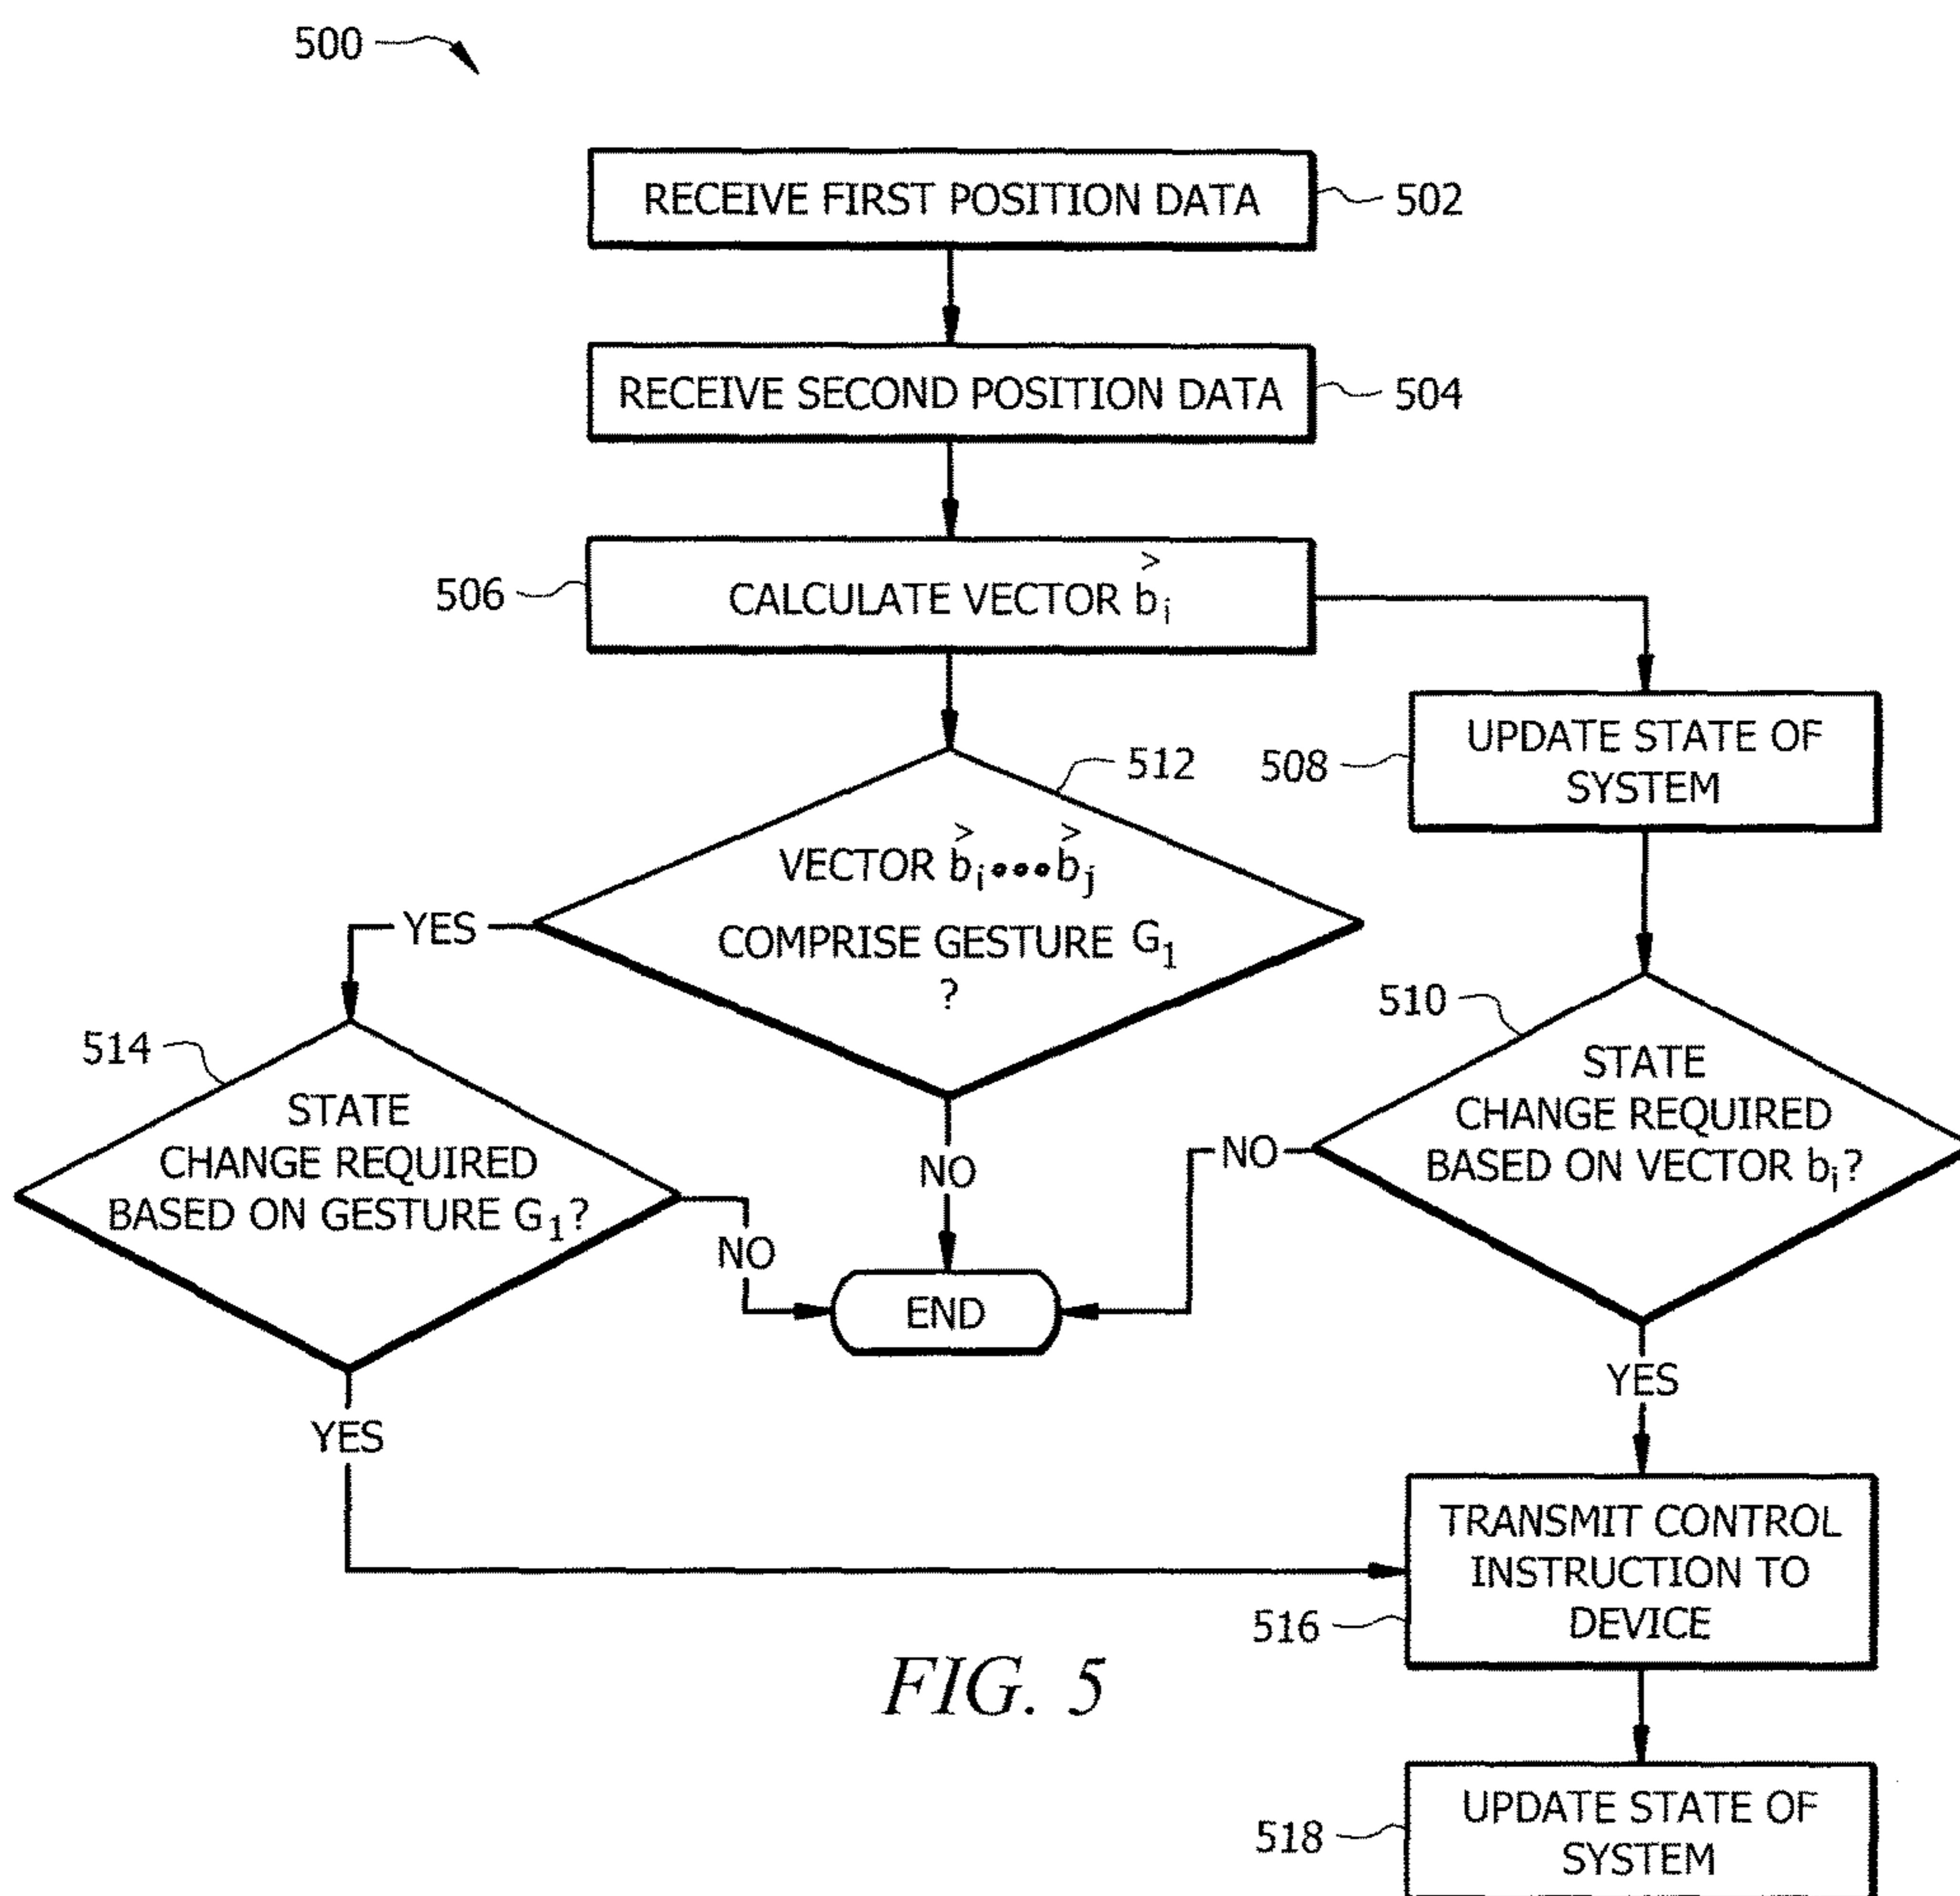 500
RECEIVE FIRST POSITION DATA
502
RECEIVE SECOND POSITION DATA
504
506
CALCULATE VECTOR b⃗ᵢ
512
508
UPDATE STATE OF
SYSTEM
VECTOR b⃗ᵢ•••b⃗ⱼ
COMPRISE GESTURE G₁
?
YES
510
STATE
CHANGE REQUIRED
BASED ON VECTOR bᵢ?
514
STATE
CHANGE REQUIRED
BASED ON GESTURE G₁?
NO
NO
NO
END
YES
YES
TRANSMIT CONTROL
INSTRUCTION TO
DEVICE
516
FIG. 5
UPDATE STATE OF
SYSTEM
518